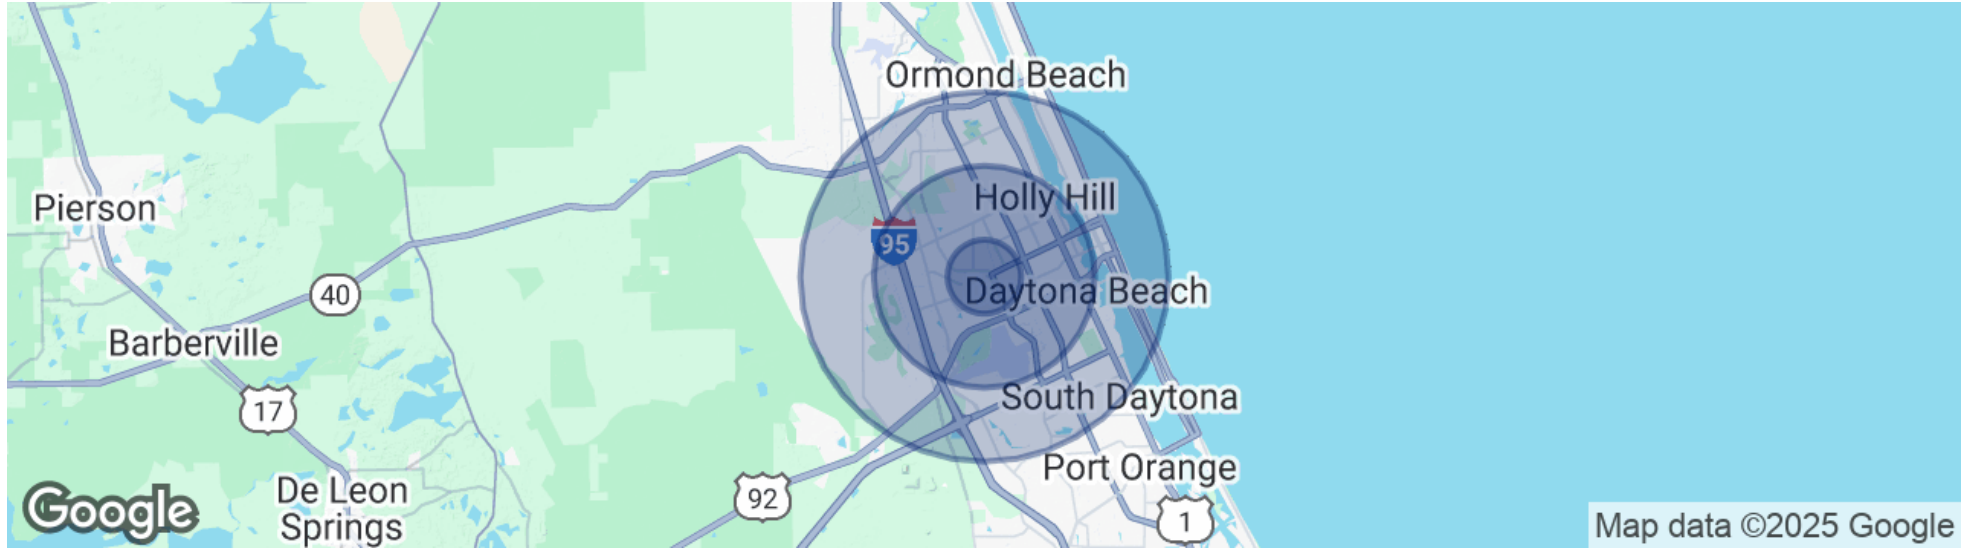 Ormond Beach
Holly Hill
Pierson
95
40
Daytona Beach
Barberville
17
South Daytona
Port Orange
De Leon
Springs
92
1
Google
Map data ©2025 Google